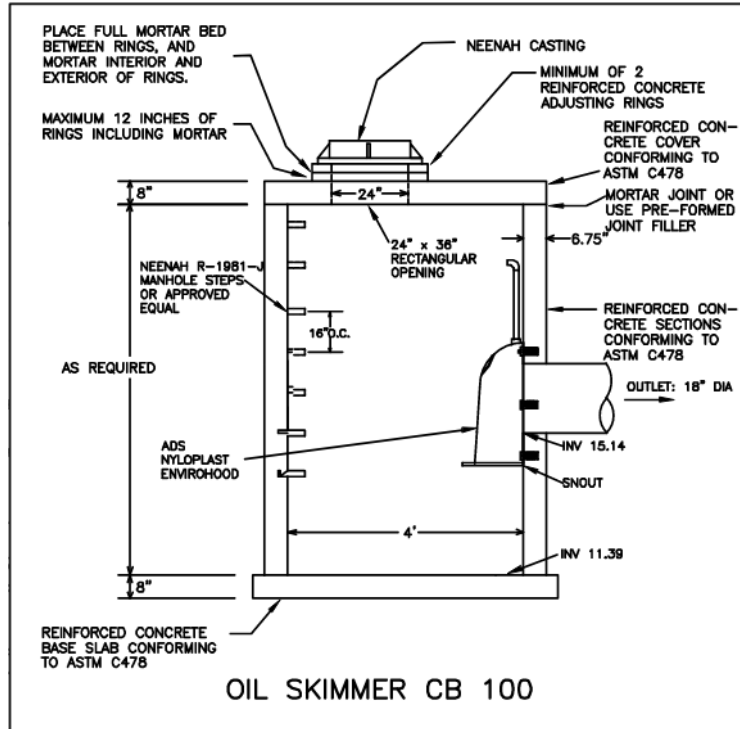 PLACE FULL MORTAR BED
BETWEEN RINGS, AND
MORTAR INTERIOR AND
EXTERIOR OF RINGS.
NEENAH CASTING
MINIMUM OF 2
REINFORCED CONCRETE
ADJUSTING RINGS
MAXIMUM 12 INCHES OF
RINGS INCLUDING MORTAR
REINFORCED CON-
CRETE COVER
CONFORMING TO
ASTM C478
8"
24"
MORTAR JOINT OR
USE PRE-FORMED
JOINT FILLER
6.75"
24" x 36"
RECTANGULAR
OPENING
NEENAH R-1981-J
MANHOLE STEPS
OR APPROVED
EQUAL
16"O.C.
REINFORCED CON-
CRETE SECTIONS
CONFORMING TO
ASTM C478
AS REQUIRED
OUTLET: 18" DIA
ADS
NYLOPLAST
ENVIROHOOD
INV 15.14
SNOUT
4'
INV 11.39
8"
REINFORCED CONCRETE
BASE SLAB CONFORMING
TO ASTM C478
OIL SKIMMER CB 100